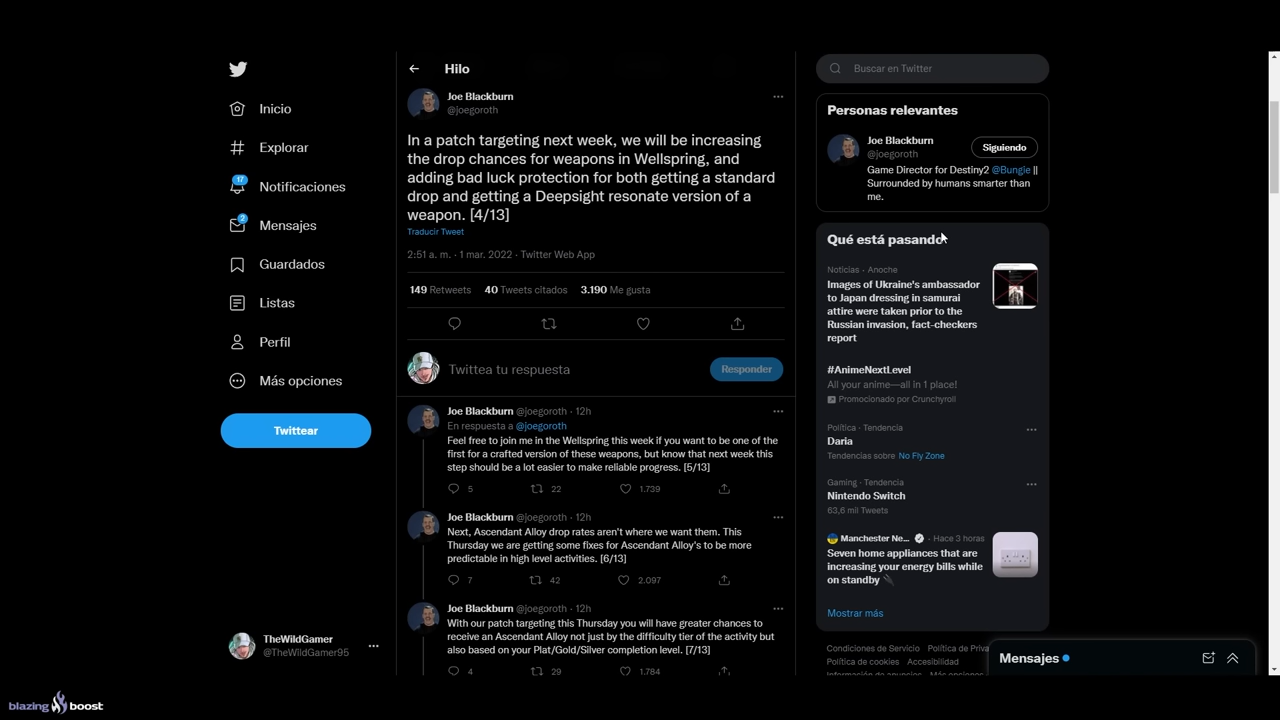 Hilo
Buscar en Twitter
Inicio
Explorar
17
Notificaciones
2
Mensajes
Guardados
Listas
Perfil
Más opciones
Twittear
TheWildGamer
@TheWildGamer95
Joe Blackburn
@joegoroth
In a patch targeting next week, we will be increasing
the drop chances for weapons in Wellspring, and
adding bad luck protection for both getting a standard
drop and getting a Deepsight resonate version of a
weapon. [4/13]
Traducir Tweet
2:51 a. m. · 1 mar. 2022 · Twitter Web App
149 Retweets 40 Tweets citados 3.190 Me gusta
Twittea tu respuesta
Responder
Joe Blackburn @joegoroth · 12h
En respuesta a @joegoroth
Feel free to join me in the Wellspring this week if you want to be one of the
first for a crafted version of these weapons, but know that next week this
step should be a lot easier to make reliable progress. [5/13]
5 22 1.739
Joe Blackburn @joegoroth · 12h
Next, Ascendant Alloy drop rates aren't where we want them. This
Thursday we are getting some fixes for Ascendant Alloy's to be more
predictable in high level activities. [6/13]
7 42 2.097
Joe Blackburn @joegoroth · 12h
With our patch targeting this Thursday you will have greater chances to
receive an Ascendant Alloy not just by the difficulty tier of the activity but
also based on your Plat/Gold/Silver completion level. [7/13]
4 29 1.784
Personas relevantes
Joe Blackburn
@joegoroth
Siguiendo
Game Director for Destiny2 @Bungie ||
Surrounded by humans smarter than
me.
Qué está pasando
Noticias · Anoche
Images of Ukraine's ambassador
to Japan dressing in samurai
attire were taken prior to the
Russian invasion, fact-checkers
report
#AnimeNextLevel
All your anime—all in 1 place!
Promocionado por Crunchyroll
Política · Tendencia
Daria
Tendencias sobre No Fly Zone
Gaming · Tendencia
Nintendo Switch
63,6 mil Tweets
Manchester Ne... · Hace 3 horas
Seven home appliances that are
increasing your energy bills while
on standby
Mostrar más
Condiciones de Servicio Política de Priva
Política de cookies Accesibilidad
Información de anuncios Más opciones
Mensajes
blazing boost